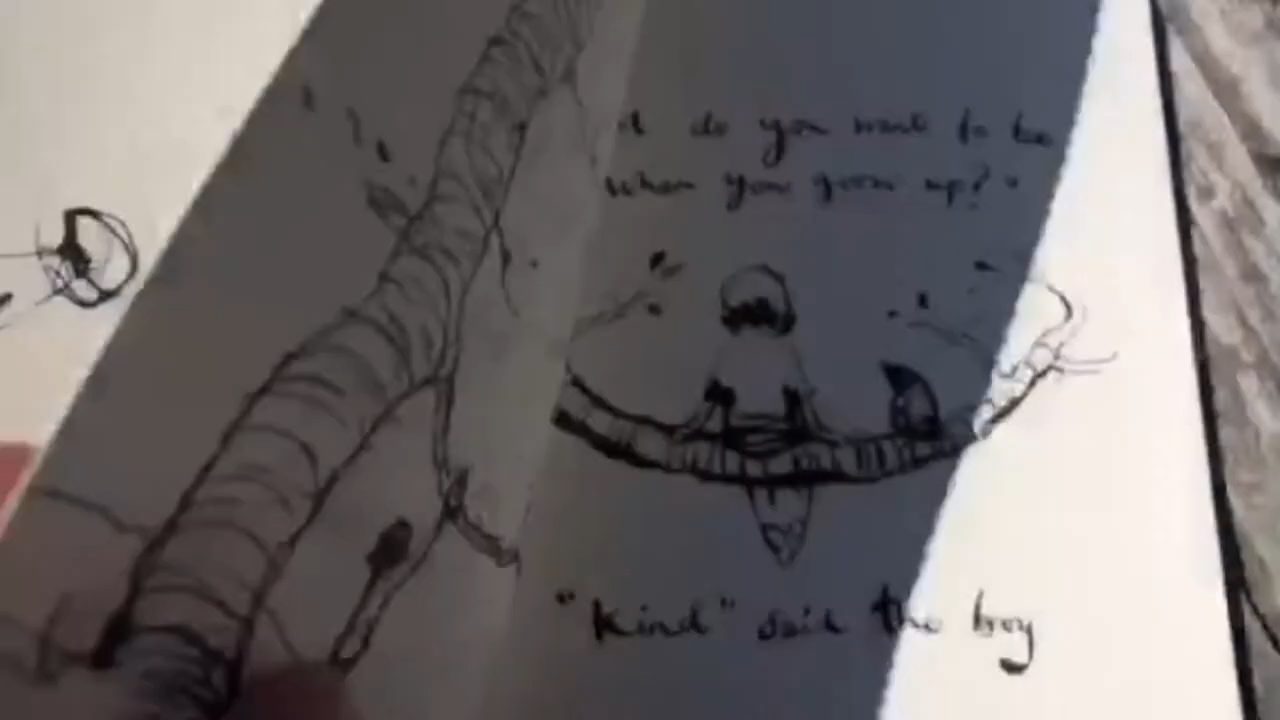 do you want to be
when you grow up?"
"Kind" said the boy